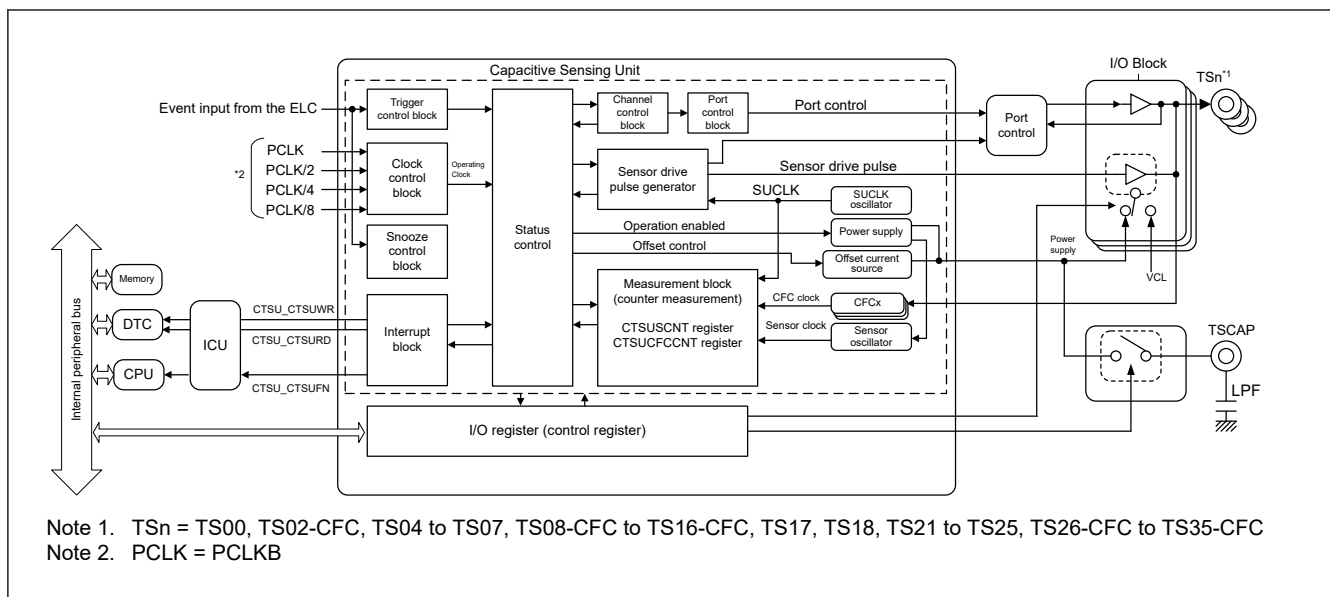 Capacitive Sensing Unit
I/O Block
TSn*1
Event input from the ELC
Trigger
control block
Channel
control
block
Port
control
block
Port control
Port
control
*2
PCLK
PCLK/2
PCLK/4
PCLK/8
Clock
control
block
Operating
Clock
Sensor drive
pulse generator
Sensor drive pulse
SUCLK
SUCLK
oscillator
Snooze
control
block
Status
control
Operation enabled
Power supply
Offset control
Offset current
source
Power
supply
VCL
Internal peripheral bus
Memory
DTC
CPU
ICU
CTSU_CTSUWR
CTSU_CTSURD
CTSU_CTSUFN
Interrupt
block
Measurement block
(counter measurement)
CTSUSCNT register
CTSUCFCCNT register
CFC clock
CFCx
Sensor clock
Sensor
oscillator
TSCAP
LPF
I/O register (control register)
Note 1. TSn = TS00, TS02-CFC, TS04 to TS07, TS08-CFC to TS16-CFC, TS17, TS18, TS21 to TS25, TS26-CFC to TS35-CFC
Note 2. PCLK = PCLKB